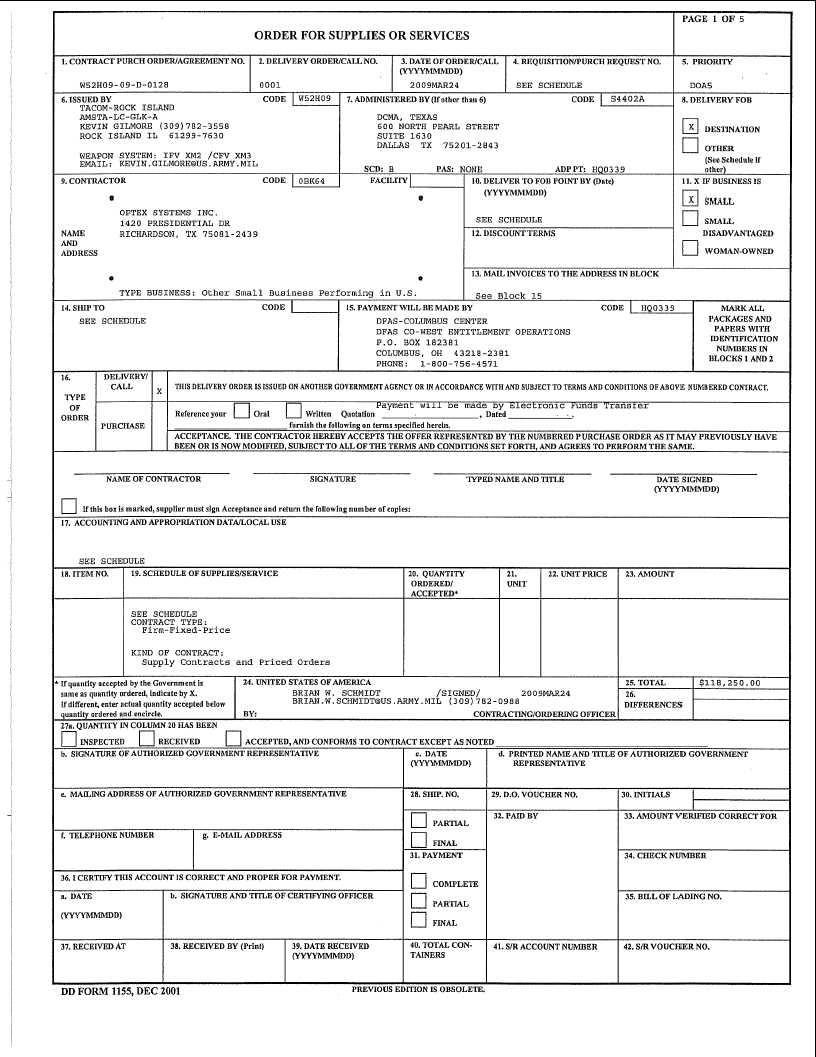 ORDER FOR SUPPLIES OR SERVICES
PAGE 1 OF 5
1. CONTRACT PURCH ORDER/AGREEMENT NO.
W52H09-09-D-0128
2. DELIVERY ORDER/CALL NO.
0001
3. DATE OF ORDER/CALL
(YYYYMMMDD)
2009MAR24
4. REQUISITION/PURCH REQUEST NO.
SEE SCHEDULE
5. PRIORITY
DOA5
6. ISSUED BY
CODE W52H09
TACOM-ROCK ISLAND
AMSTA-LC-GLK-A
KEVIN GILMORE (309)782-3558
ROCK ISLAND IL 61299-7630
WEAPON SYSTEM: IFV XM2 /CFV XM3
EMAIL: KEVIN.GILMORE@US.ARMY.MIL
7. ADMINISTERED BY (If other than 6)
CODE S4402A
DCMA, TEXAS
600 NORTH PEARL STREET
SUITE 1630
DALLAS TX 75201-2843
SCD: B PAS: NONE ADP PT: HQ0339
8. DELIVERY FOB
X DESTINATION
OTHER
(See Schedule if
other)
9. CONTRACTOR
CODE 0BK64
FACILITY
OPTEX SYSTEMS INC.
1420 PRESIDENTIAL DR
RICHARDSON, TX 75081-2439
NAME
AND
ADDRESS
TYPE BUSINESS: Other Small Business Performing in U.S.
10. DELIVER TO FOB POINT BY (Date)
(YYYYMMMDD)
SEE SCHEDULE
11. X IF BUSINESS IS
X SMALL
SMALL
DISADVANTAGED
WOMAN-OWNED
12. DISCOUNT TERMS
13. MAIL INVOICES TO THE ADDRESS IN BLOCK
See Block 15
14. SHIP TO
CODE
SEE SCHEDULE
15. PAYMENT WILL BE MADE BY
CODE HQ0339
DFAS-COLUMBUS CENTER
DFAS CO-WEST ENTITLEMENT OPERATIONS
P.O. BOX 182381
COLUMBUS, OH 43218-2381
PHONE: 1-800-756-4571
MARK ALL
PACKAGES AND
PAPERS WITH
IDENTIFICATION
NUMBERS IN
BLOCKS 1 AND 2
16.
TYPE
OF
ORDER
DELIVERY/
CALL
X
THIS DELIVERY ORDER IS ISSUED ON ANOTHER GOVERNMENT AGENCY OR IN ACCORDANCE WITH AND SUBJECT TO TERMS AND CONDITIONS OF ABOVE NUMBERED CONTRACT.
Payment will be made by Electronic Funds Transfer
PURCHASE
Reference your Oral Written Quotation , Dated .
furnish the following on terms specified herein.
ACCEPTANCE. THE CONTRACTOR HEREBY ACCEPTS THE OFFER REPRESENTED BY THE NUMBERED PURCHASE ORDER AS IT MAY PREVIOUSLY HAVE
BEEN OR IS NOW MODIFIED, SUBJECT TO ALL OF THE TERMS AND CONDITIONS SET FORTH, AND AGREES TO PERFORM THE SAME.
NAME OF CONTRACTOR
SIGNATURE
TYPED NAME AND TITLE
DATE SIGNED
(YYYYMMMDD)
If this box is marked, supplier must sign Acceptance and return the following number of copies:
17. ACCOUNTING AND APPROPRIATION DATA/LOCAL USE
SEE SCHEDULE
18. ITEM NO.
19. SCHEDULE OF SUPPLIES/SERVICE
20. QUANTITY
ORDERED/
ACCEPTED*
21.
UNIT
22. UNIT PRICE
23. AMOUNT
SEE SCHEDULE
CONTRACT TYPE:
Firm-Fixed-Price
KIND OF CONTRACT:
Supply Contracts and Priced Orders
* If quantity accepted by the Government is
same as quantity ordered, indicate by X.
If different, enter actual quantity accepted below
quantity ordered and encircle.
24. UNITED STATES OF AMERICA
BRIAN W. SCHMIDT /SIGNED/ 2009MAR24
BRIAN.W.SCHMIDT@US.ARMY.MIL (309)782-0988
BY:
CONTRACTING/ORDERING OFFICER
25. TOTAL
$118,250.00
26.
DIFFERENCES
27a. QUANTITY IN COLUMN 20 HAS BEEN
INSPECTED RECEIVED ACCEPTED, AND CONFORMS TO CONTRACT EXCEPT AS NOTED
b. SIGNATURE OF AUTHORIZED GOVERNMENT REPRESENTATIVE
c. DATE
(YYYYMMMDD)
d. PRINTED NAME AND TITLE OF AUTHORIZED GOVERNMENT
REPRESENTATIVE
e. MAILING ADDRESS OF AUTHORIZED GOVERNMENT REPRESENTATIVE
28. SHIP. NO.
PARTIAL
FINAL
29. D.O. VOUCHER NO.
30. INITIALS
32. PAID BY
33. AMOUNT VERIFIED CORRECT FOR
f. TELEPHONE NUMBER
g. E-MAIL ADDRESS
31. PAYMENT
COMPLETE
PARTIAL
FINAL
34. CHECK NUMBER
36. I CERTIFY THIS ACCOUNT IS CORRECT AND PROPER FOR PAYMENT.
a. DATE
(YYYYMMMDD)
b. SIGNATURE AND TITLE OF CERTIFYING OFFICER
35. BILL OF LADING NO.
37. RECEIVED AT
38. RECEIVED BY (Print)
39. DATE RECEIVED
(YYYYMMMDD)
40. TOTAL CON-
TAINERS
41. S/R ACCOUNT NUMBER
42. S/R VOUCHER NO.
DD FORM 1155, DEC 2001
PREVIOUS EDITION IS OBSOLETE.